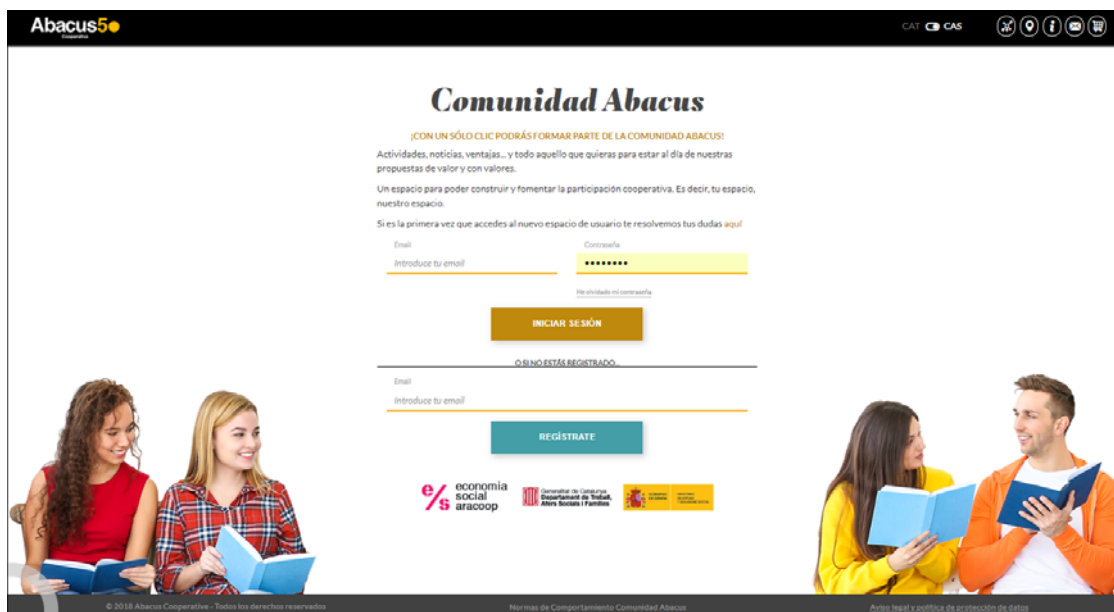 Abacus50
Cooperativa
CAT CAS
Comunidad Abacus
¡CON UN SÓLO CLIC PODRÁS FORMAR PARTE DE LA COMUNIDAD ABACUS!
Actividades, noticias, ventajas... y todo aquello que quieras para estar al día de nuestras
propuestas de valor y con valores.
Un espacio para poder construir y fomentar la participación cooperativa. Es decir, tu espacio,
nuestro espacio.
Si es la primera vez que accedes al nuevo espacio de usuario te resolvemos tus dudas aquí
Email Contraseña
Introduce tu email
He olvidado mi contraseña
INICIAR SESIÓN
O SI NO ESTÁS REGISTRADO...
Email
Introduce tu email
REGÍSTRATE
economia
social
aracoop
Generalitat de Catalunya
Departament de Treball,
Afers Socials i Famílies
© 2018 Abacus Cooperative - Todos los derechos reservados
Normas de Comportamiento Comunidad Abacus
Aviso legal y política de protección de datos